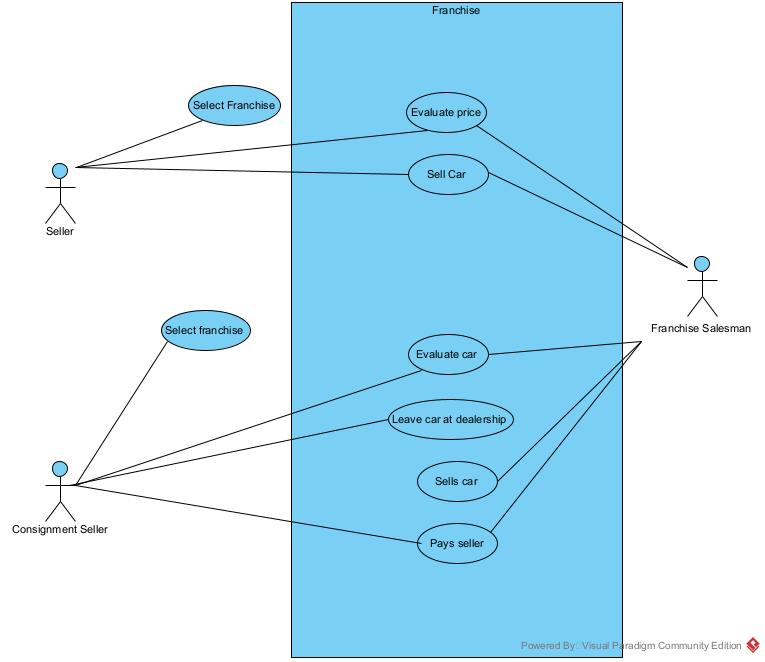 Franchise
Select Franchise
Evaluate price
Sell Car
Seller
Franchise Salesman
Select franchise
Evaluate car
Leave car at dealership
Sells car
Consignment Seller
Pays seller
Powered By: Visual Paradigm Community Edition